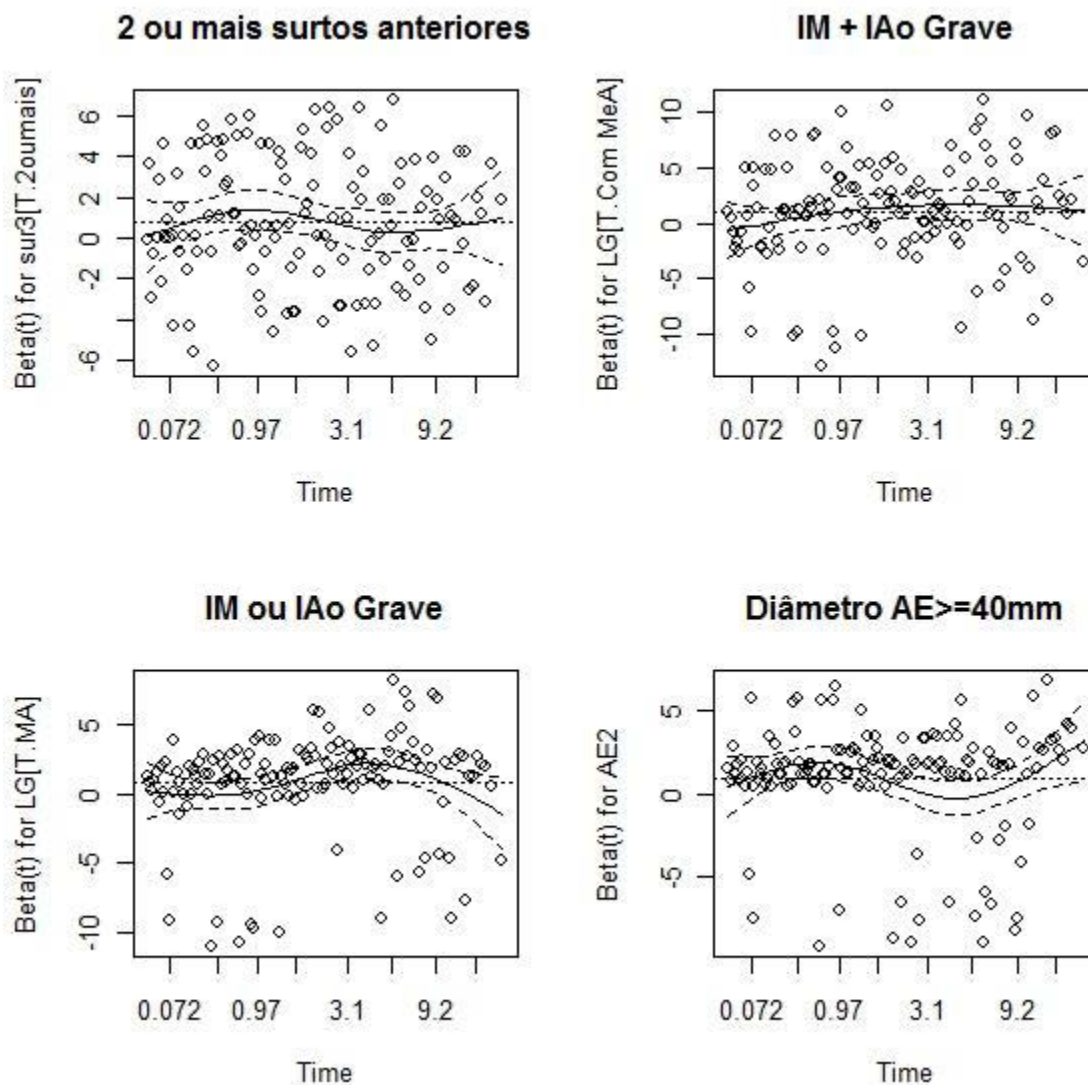 2 ou mais surtos anteriores
Beta(t) for sur3[T.2oumais]
6
4
2
0
-2
-6
0.072 0.97 3.1 9.2
Time
IM + IAo Grave
Beta(t) for LG[T.Com MeA]
10
5
0
-5
-10
0.072 0.97 3.1 9.2
Time
IM ou IAo Grave
Beta(t) for LG[T.MA]
5
0
-5
-10
0.072 0.97 3.1 9.2
Time
Diâmetro AE>=40mm
Beta(t) for AE2
5
0
-5
0.072 0.97 3.1 9.2
Time